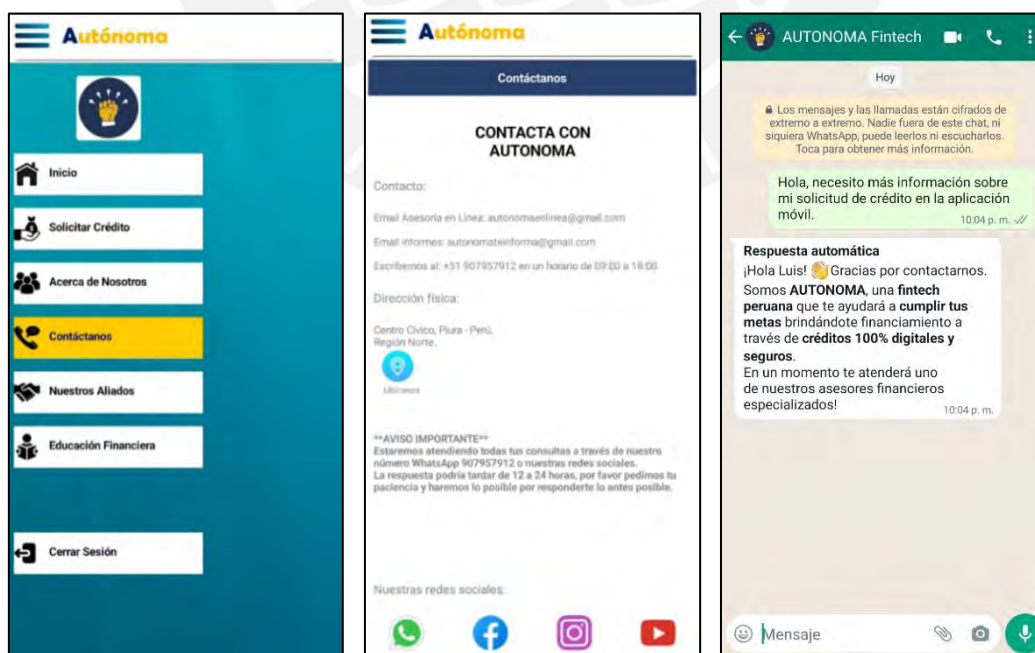 Autónoma
Inicio
Solicitar Crédito
Acerca de Nosotros
Contáctanos
Nuestros Aliados
Educación Financiera
Cerrar Sesión
Autónoma
Contáctanos
CONTACTA CON
AUTONOMA
Contacto:
Email Asesoría en Línea: autonomaenlinea@gmail.com
Email informes: autonomateinforma@gmail.com
Escríbenos al: +51 907957912 en un horario de 09:00 a 18:00.
Dirección física:
Centro Cívico, Piura - Perú.
Región Norte.
Ubícanos
**AVISO IMPORTANTE**
Estaremos atendiendo todas tus consultas a través de nuestro
número WhatsApp 907957912 o nuestras redes sociales.
La respuesta podría tardar de 12 a 24 horas, por favor pedimos tu
paciencia y haremos lo posible por responderte lo antes posible.
Nuestras redes sociales:
AUTONOMA Fintech
Hoy
Los mensajes y las llamadas están cifrados de
extremo a extremo. Nadie fuera de este chat, ni
siquiera WhatsApp, puede leerlos ni escucharlos.
Toca para obtener más información.
Hola, necesito más información sobre
mi solicitud de crédito en la aplicación
móvil.
10:04 p. m.
Respuesta automática
¡Hola Luis! 👋Gracias por contactarnos.
Somos AUTONOMA, una fintech
peruana que te ayudará a cumplir tus
metas brindándote financiamiento a
través de créditos 100% digitales y
seguros.
En un momento te atenderá uno
de nuestros asesores financieros
especializados!
10:04 p. m.
Mensaje